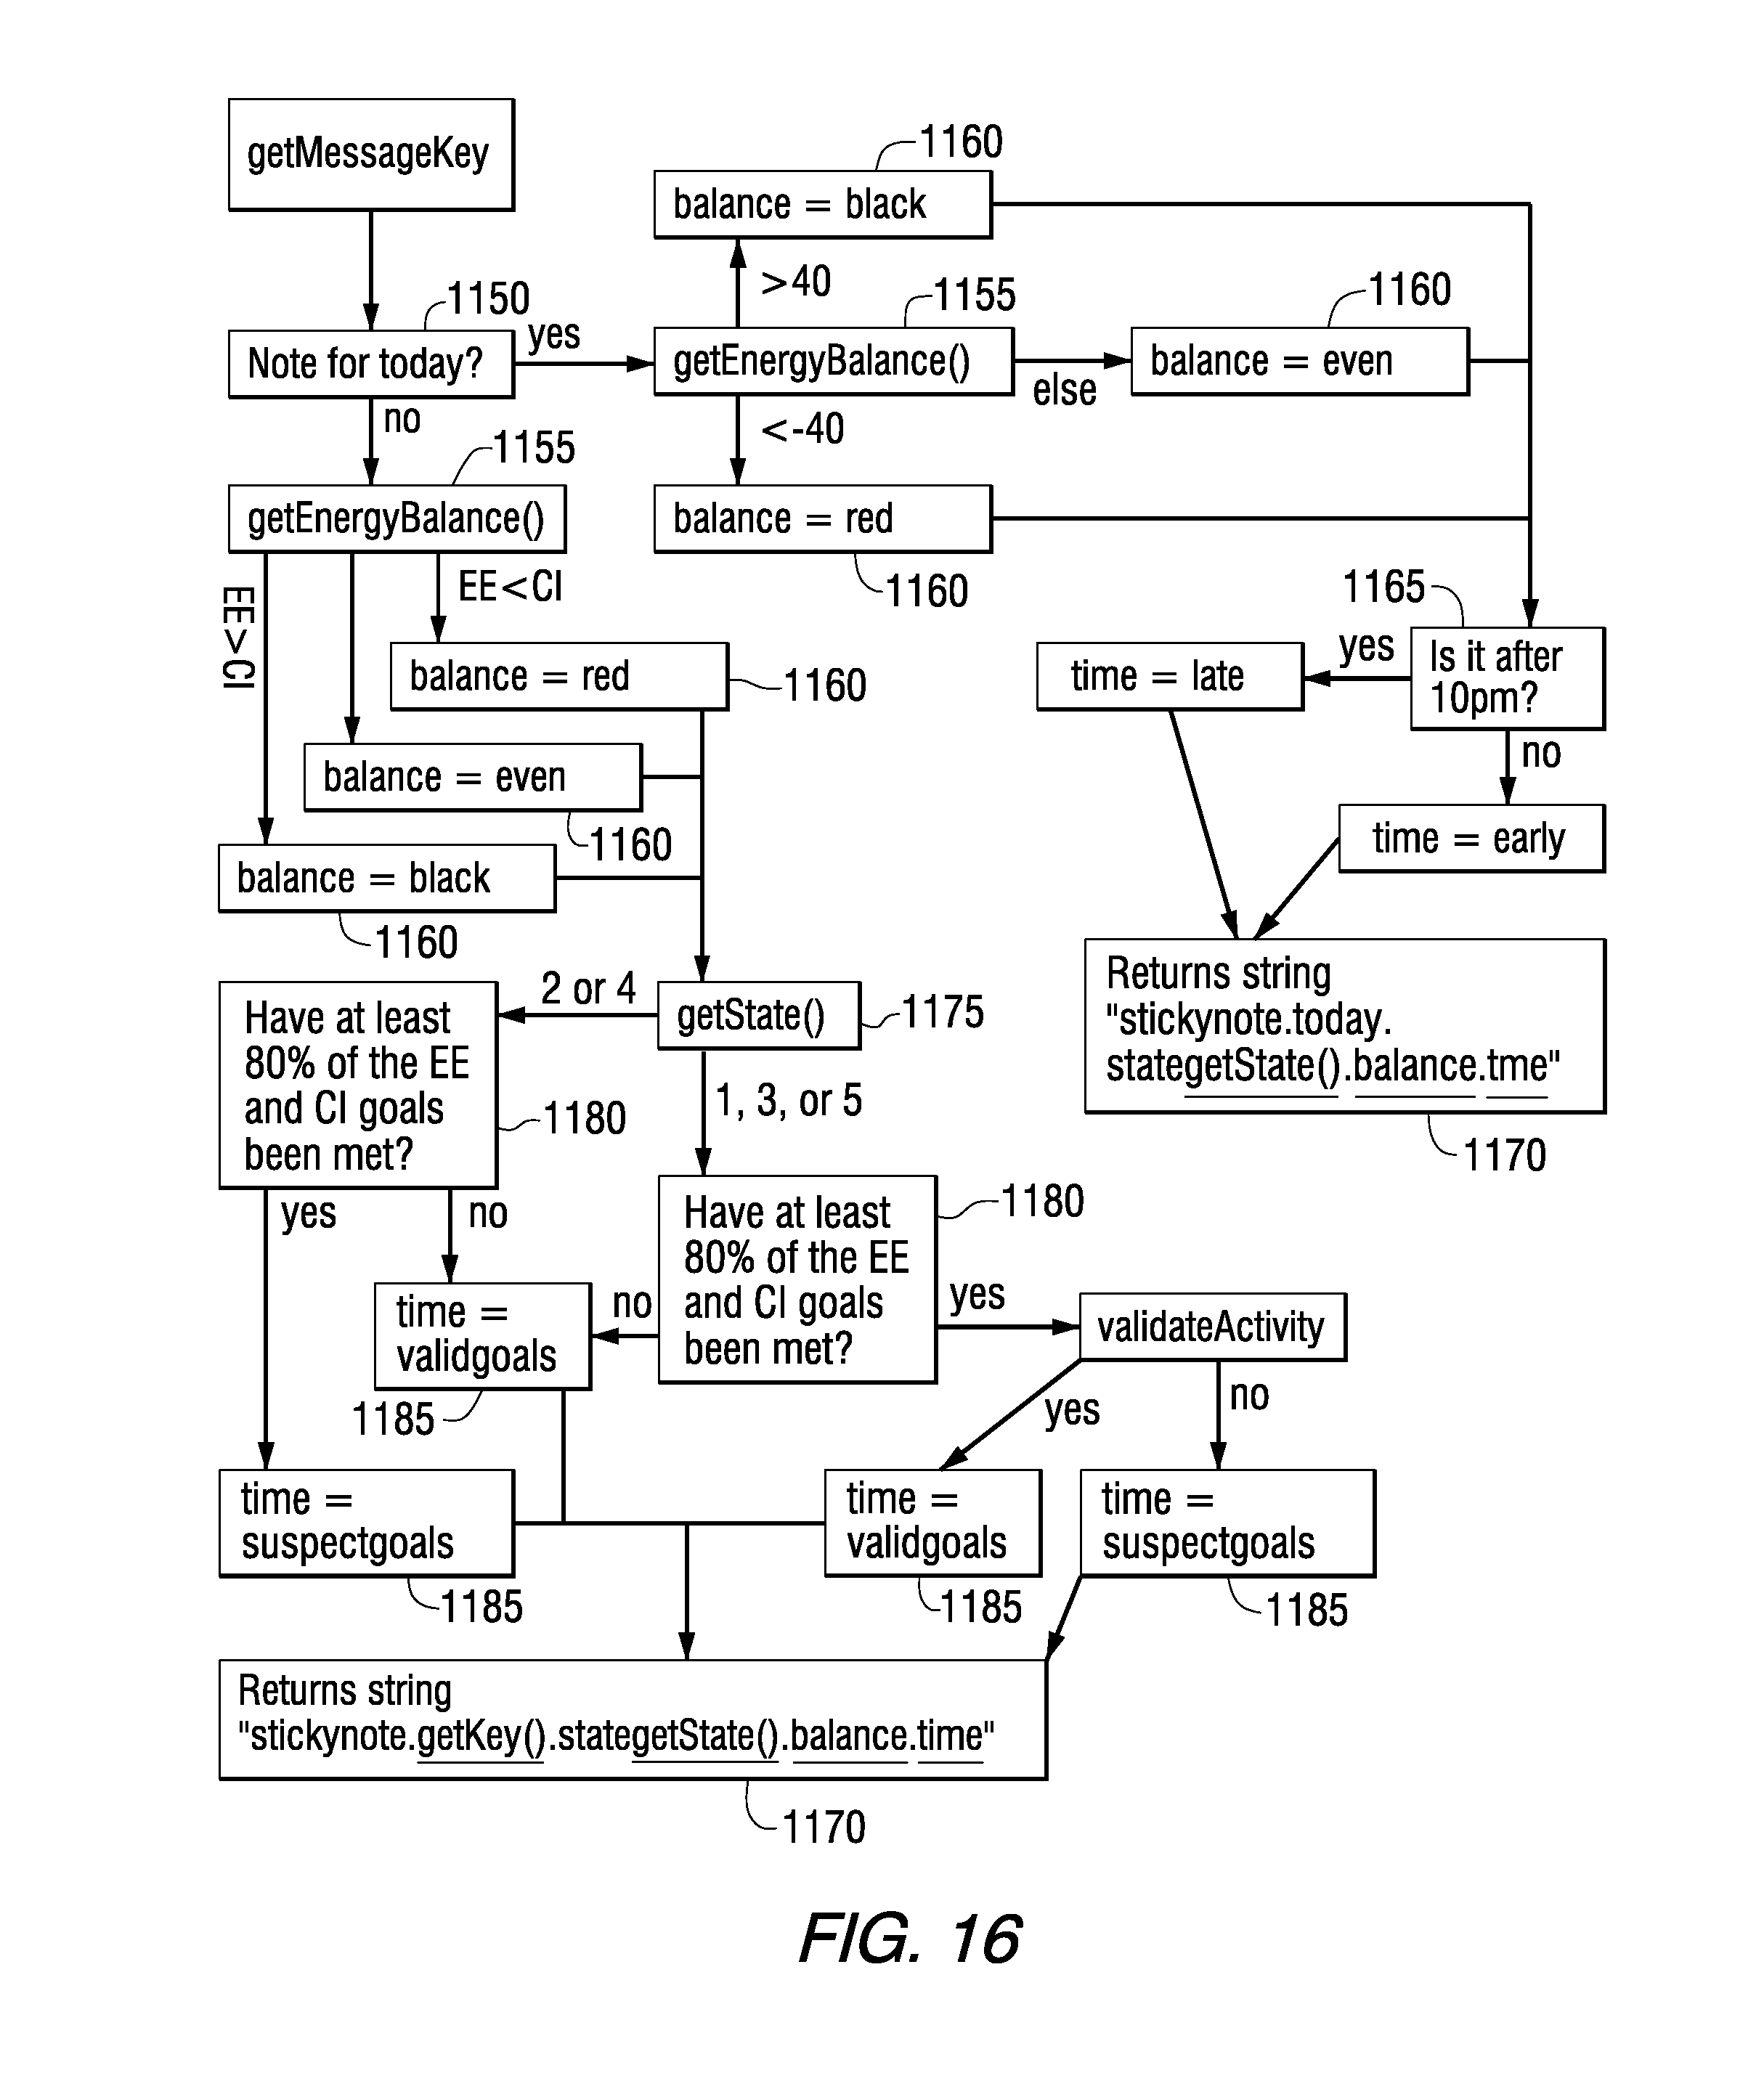 getMessageKey
1160
balance = black
>40
1150
1155
1160
Note for today?
yes
getEnergyBalance()
else
balance = even
no
<-40
1155
getEnergyBalance()
balance = red
1160
EE>CI
EE<CI
1165
balance = red
1160
time = late
yes
Is it after
10pm?
no
balance = even
1160
time = early
balance = black
1160
2 or 4
getState()
1175
Returns string
"stickynote.today.
stategetState().balance.tme"
1170
Have at least
80% of the EE
and CI goals
been met?
1180
1, 3, or 5
yes
no
Have at least
80% of the EE
and CI goals
been met?
1180
time =
validgoals
1185
no
yes
validateActivity
yes
no
time =
suspectgoals
1185
time =
validgoals
1185
time =
suspectgoals
1185
Returns string
"stickynote.getKey().stategetState().balance.time"
1170
FIG. 16